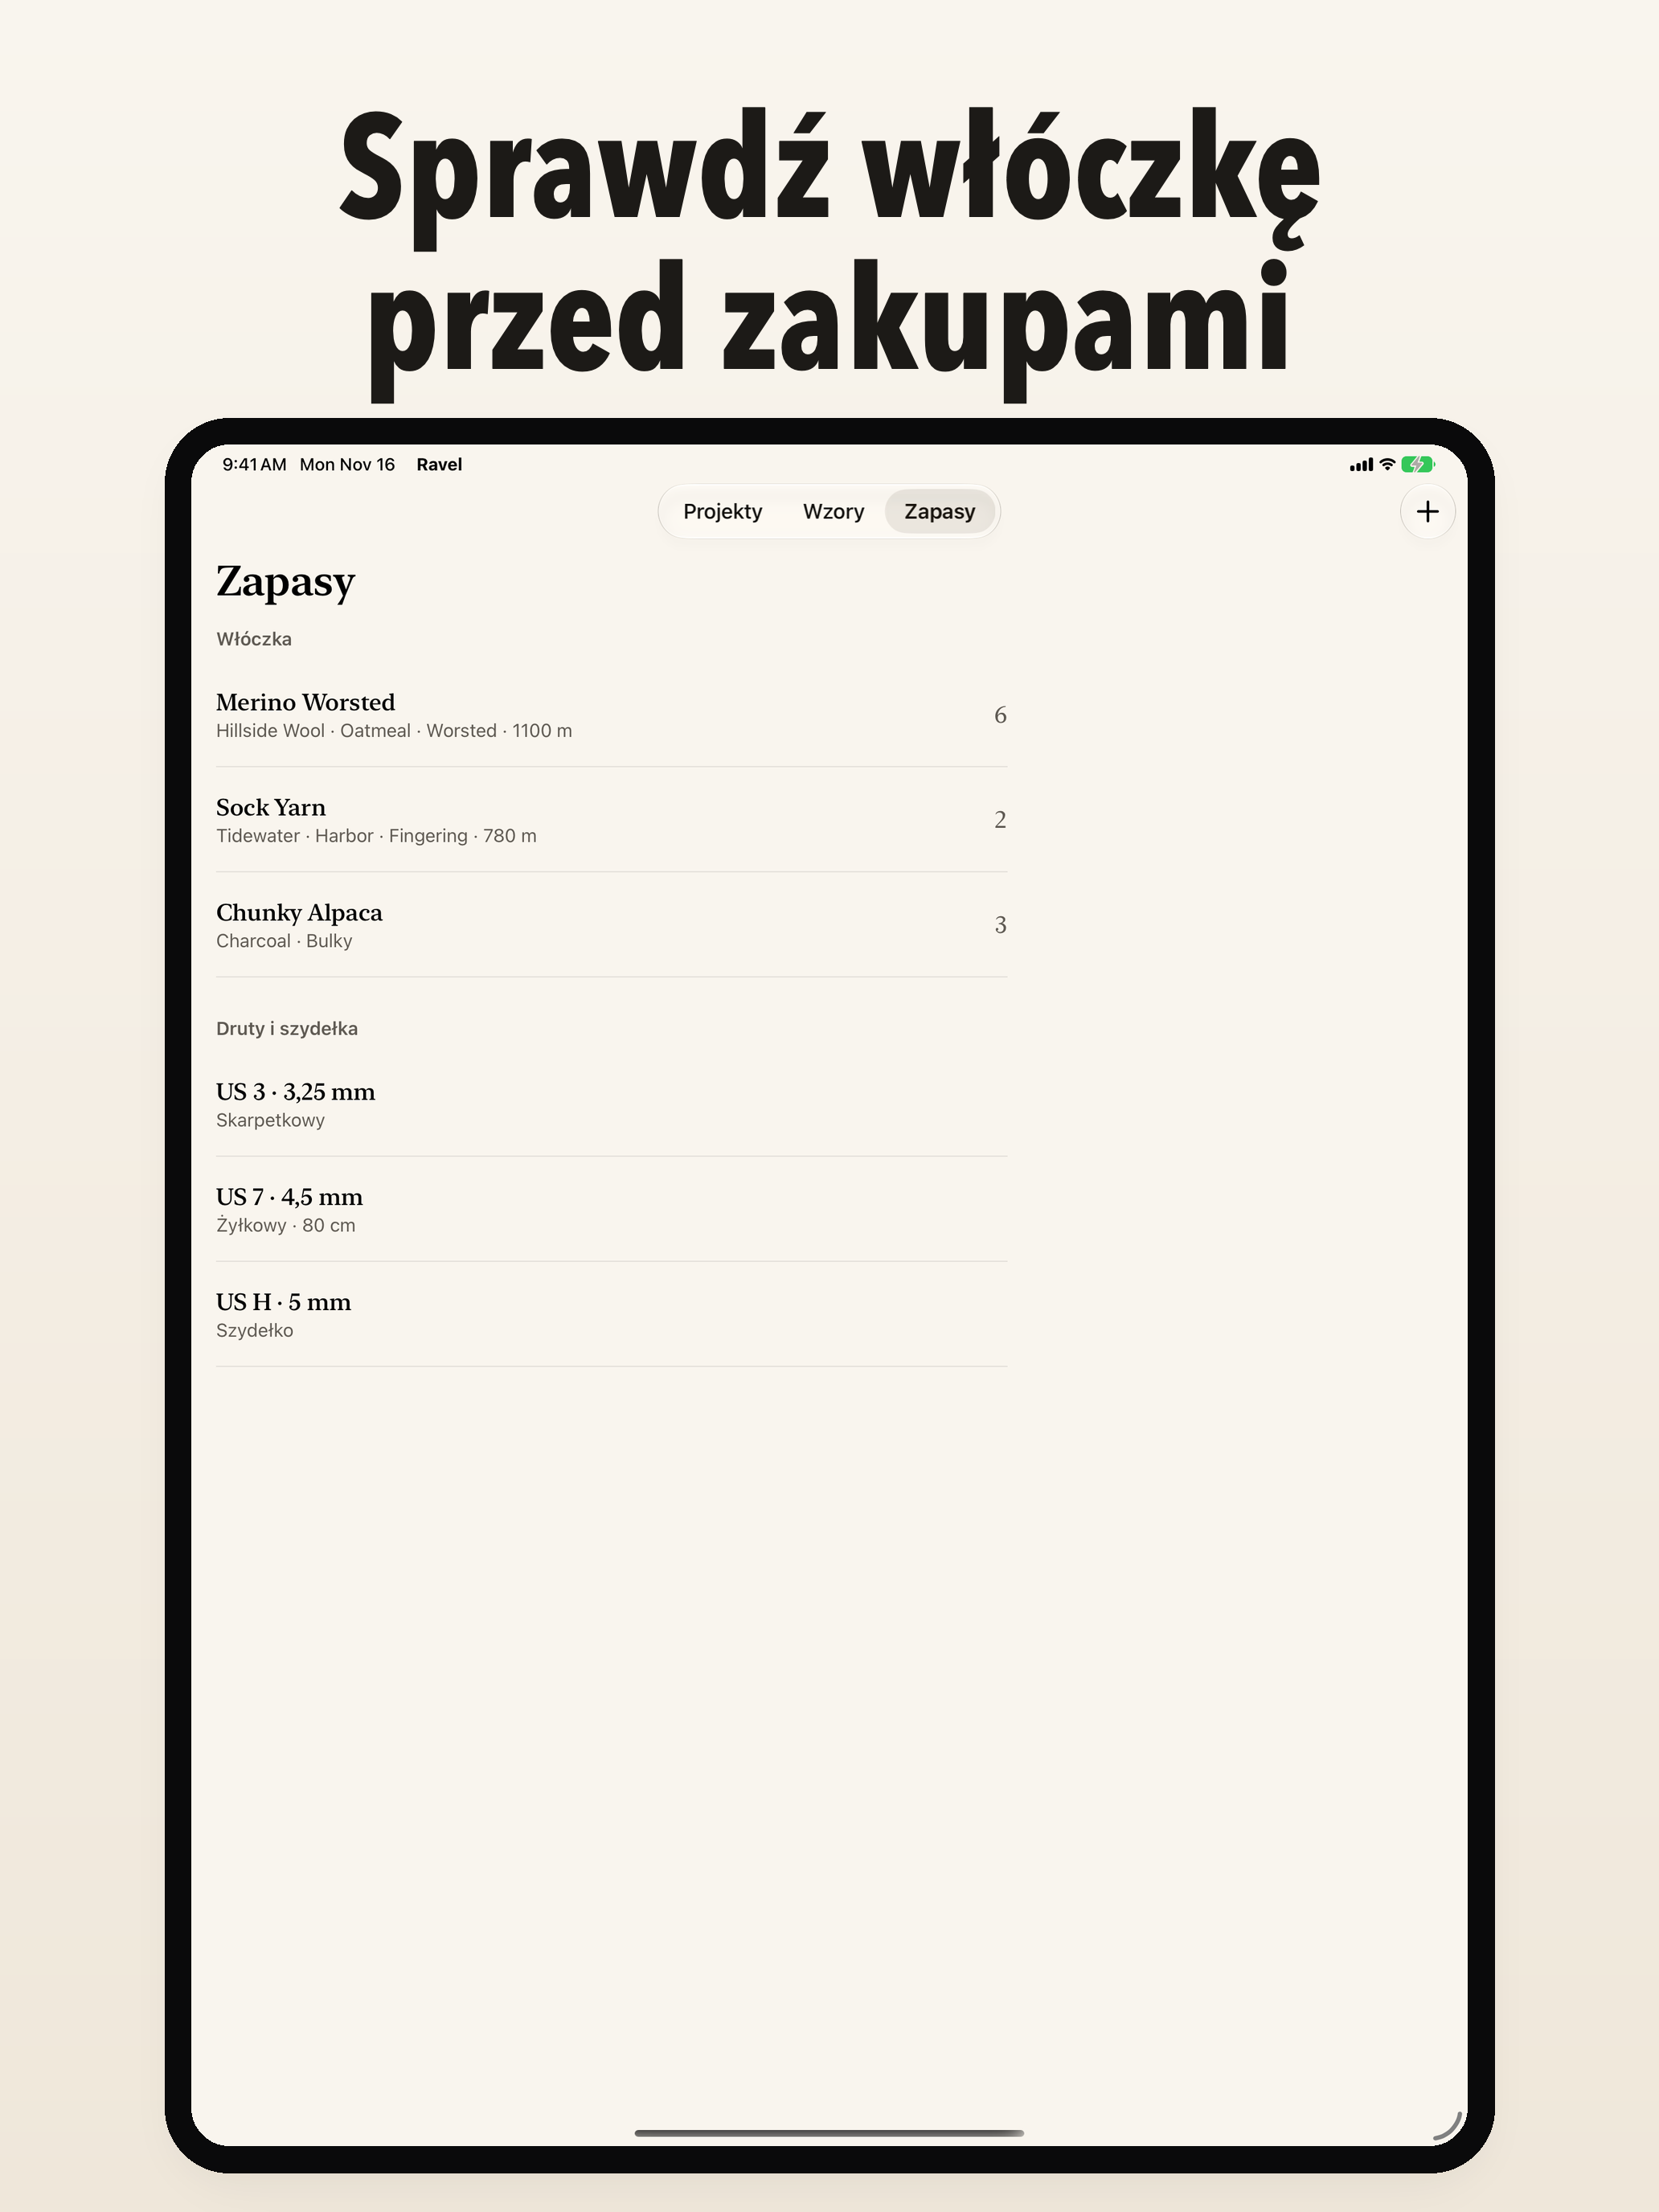 Sprawdź włóczkę
przed zakupami
9:41 AM Mon Nov 16 Ravel
Projekty Wzory Zapasy
Zapasy
Włóczka
Merino Worsted
Hillside Wool · Oatmeal · Worsted · 1100 m
6
Sock Yarn
Tidewater · Harbor · Fingering · 780 m
2
Chunky Alpaca
Charcoal · Bulky
3
Druty i szydełka
US 3 · 3,25 mm
Skarpetkowy
US 7 · 4,5 mm
Żyłkowy · 80 cm
US H · 5 mm
Szydełko